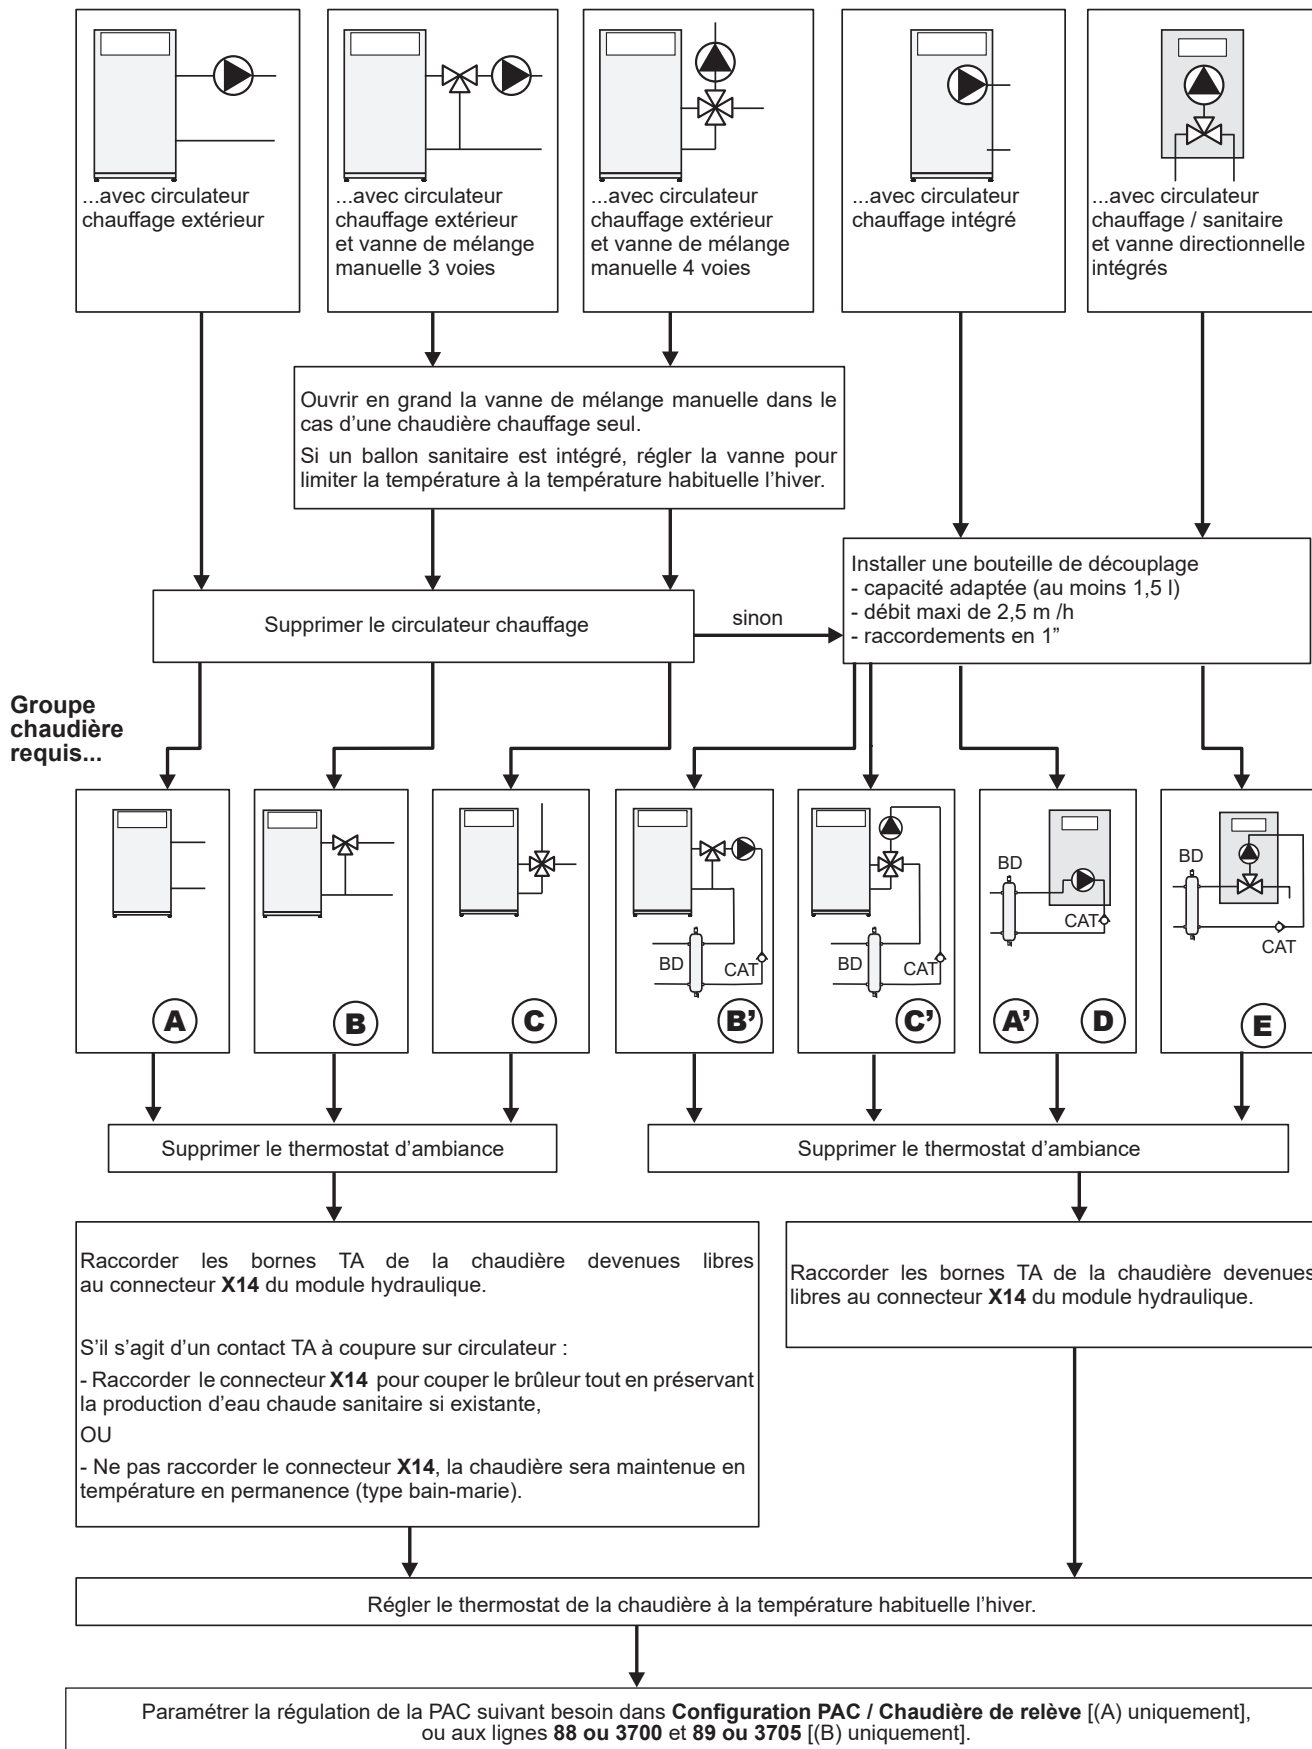 ...avec circulateur
chauffage extérieur
...avec circulateur
chauffage extérieur
et vanne de mélange
manuelle 3 voies
...avec circulateur
chauffage extérieur
et vanne de mélange
manuelle 4 voies
...avec circulateur
chauffage intégré
...avec circulateur
chauffage / sanitaire
et vanne directionnelle
intégrés
Ouvrir en grand la vanne de mélange manuelle dans le
cas d’une chaudière chauffage seul.
Si un ballon sanitaire est intégré, régler la vanne pour
limiter la température à la température habituelle l’hiver.
Supprimer le circulateur chauffage
sinon
Installer une bouteille de découplage
- capacité adaptée (au moins 1,5 l)
- débit maxi de 2,5 m /h
- raccordements en 1”
Groupe
chaudière
requis...
A
B
C
BD
CAT
B’
BD
CAT
C’
BD
CAT
A’
D
BD
CAT
E
Supprimer le thermostat d’ambiance
Supprimer le thermostat d’ambiance
Raccorder les bornes TA de la chaudière devenues libres
au connecteur X14 du module hydraulique.
S’il s’agit d’un contact TA à coupure sur circulateur :
- Raccorder le connecteur X14 pour couper le brûleur tout en préservant
la production d’eau chaude sanitaire si existante,
OU
- Ne pas raccorder le connecteur X14, la chaudière sera maintenue en
température en permanence (type bain-marie).
Raccorder les bornes TA de la chaudière devenues
libres au connecteur X14 du module hydraulique.
Régler le thermostat de la chaudière à la température habituelle l’hiver.
Paramétrer la régulation de la PAC suivant besoin dans Configuration PAC / Chaudière de relève [(A) uniquement],
ou aux lignes 88 ou 3700 et 89 ou 3705 [(B) uniquement].